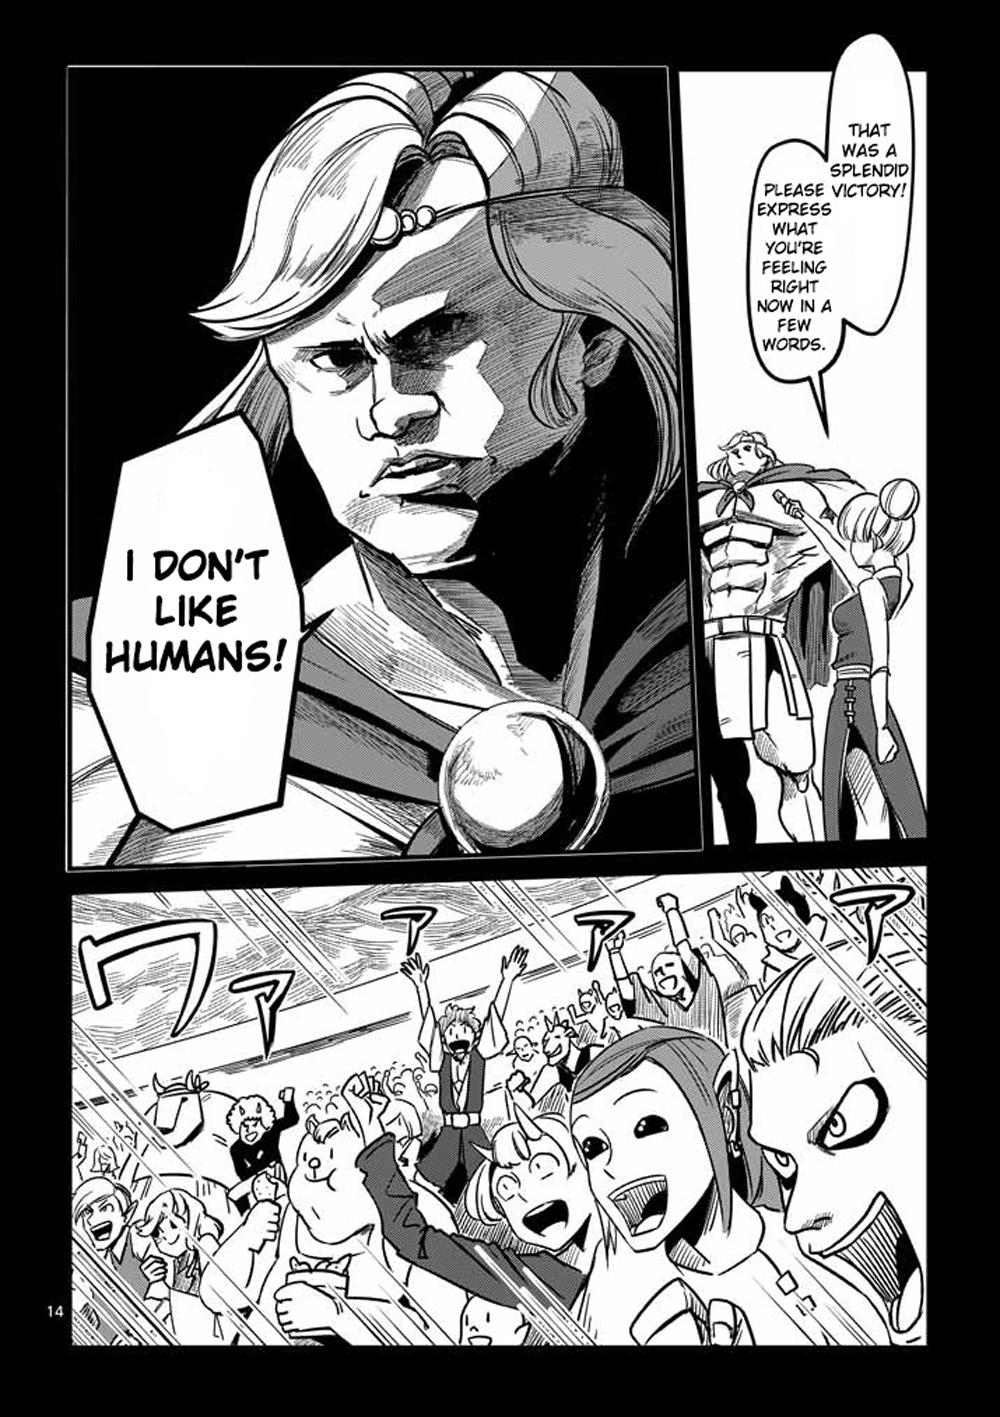 THAT
WAS A
SPLENDID
VICTORY!
PLEASE
EXPRESS
WHAT
YOU'RE
FEELING
RIGHT
NOW IN A
FEW
WORDS.
I DON'T
LIKE
HUMANS!
ワァァァァ
14